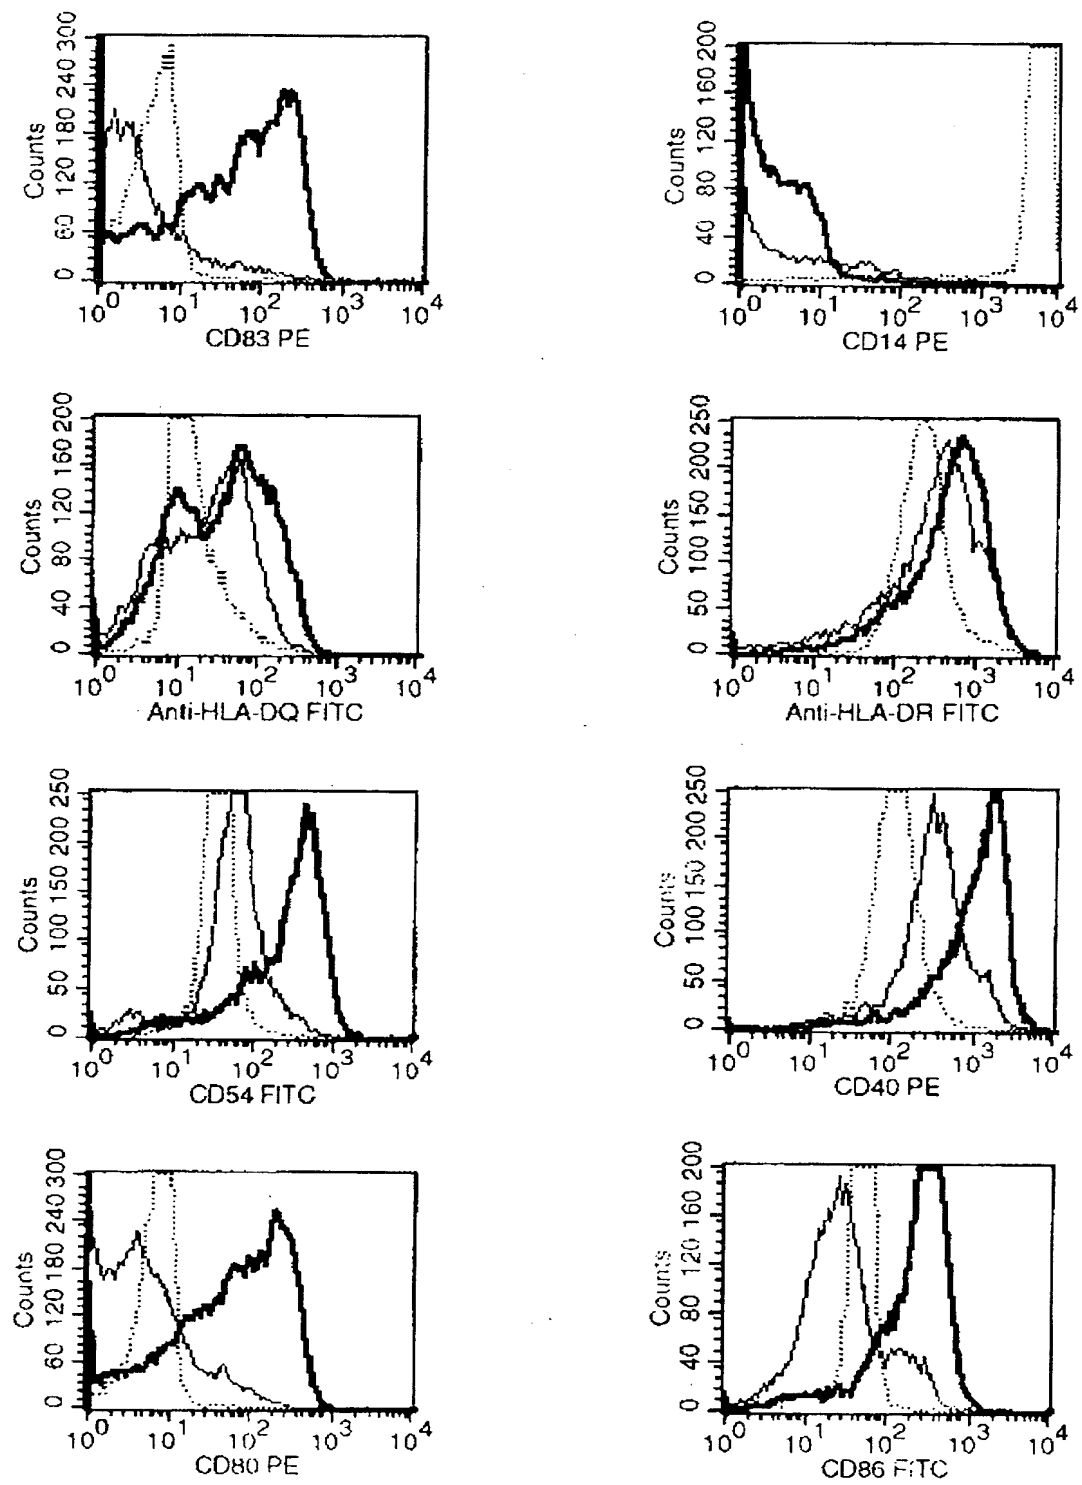 Counts
0 60 120 180 240 300
10^0 10^1 10^2 10^3 10^4
CD83 PE
Counts
0 40 80 120 160 200
10^0 10^1 10^2 10^3 10^4
CD14 PE
Counts
0 40 80 120 160 200
10^0 10^1 10^2 10^3 10^4
Anti-HLA-DQ FITC
Counts
0 50 100 150 200 250
10^0 10^1 10^2 10^3 10^4
Anti-HLA-DR FITC
Counts
0 50 100 150 200 250
10^0 10^1 10^2 10^3 10^4
CD54 FITC
Counts
0 50 100 150 200 250
10^0 10^1 10^2 10^3 10^4
CD40 PE
Counts
0 60 120 180 240 300
10^0 10^1 10^2 10^3 10^4
CD80 PE
Counts
0 40 80 120 160 200
10^0 10^1 10^2 10^3 10^4
CD86 FITC